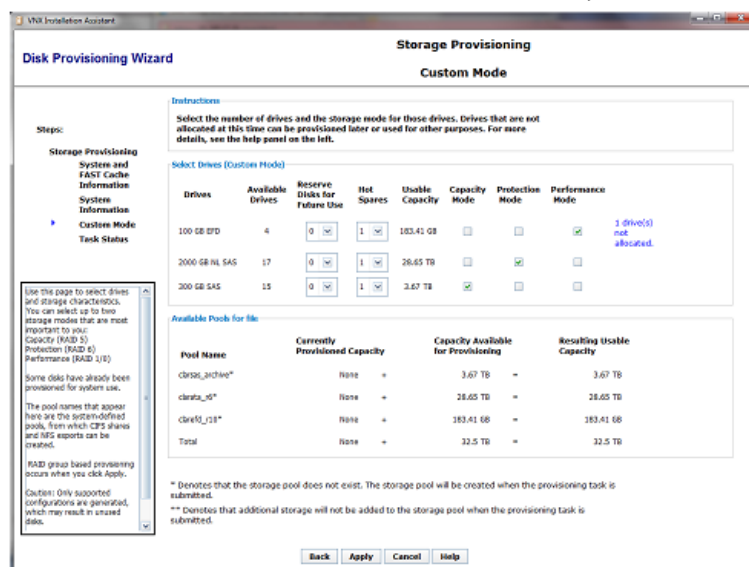 VNX Installation Assistant
Disk Provisioning Wizard
Storage Provisioning
Custom Mode
Steps:
Storage Provisioning
System and
FAST Cache
Information
System
Information
Custom Mode
Task Status
Use this page to select drives
and storage characteristics.
You can select up to two
storage modes that are most
important to you:
Capacity (RAID 5)
Protection (RAID 6)
Performance (RAID 1/0)
Some disks have already been
provisioned for system use.
The pool names that appear
here are the system-defined
pools, from which CIFS shares
and NFS exports can be
created.
RAID group based provisioning
occurs when you click Apply.
Caution: Only supported
configurations are generated,
which may result in unused
disks.
Instructions
Select the number of drives and the storage mode for those drives. Drives that are not
allocated at this time can be provisioned later or used for other purposes. For more
details, see the help panel on the left.
Select Drives (Custom Mode)
Drives Available Drives Reserve Disks for Future Use Hot Spares Usable Capacity Capacity Mode Protection Mode Performance Mode
100 GB EFD 4 0 1 183.41 GB 1 drive(s) not allocated.
2000 GB NL SAS 17 0 1 28.65 TB
300 GB SAS 15 0 1 3.67 TB
Available Pools for file
Pool Name Currently Provisioned Capacity Capacity Available for Provisioning Resulting Usable Capacity
clarsas_archive* None + 3.67 TB = 3.67 TB
clarata_r6* None + 28.65 TB = 28.65 TB
clarefd_r10* None + 183.41 GB = 183.41 GB
Total None + 32.5 TB = 32.5 TB
* Denotes that the storage pool does not exist. The storage pool will be created when the provisioning task is
submitted.
** Denotes that additional storage will not be added to the storage pool when the provisioning task is
submitted.
Back Apply Cancel Help